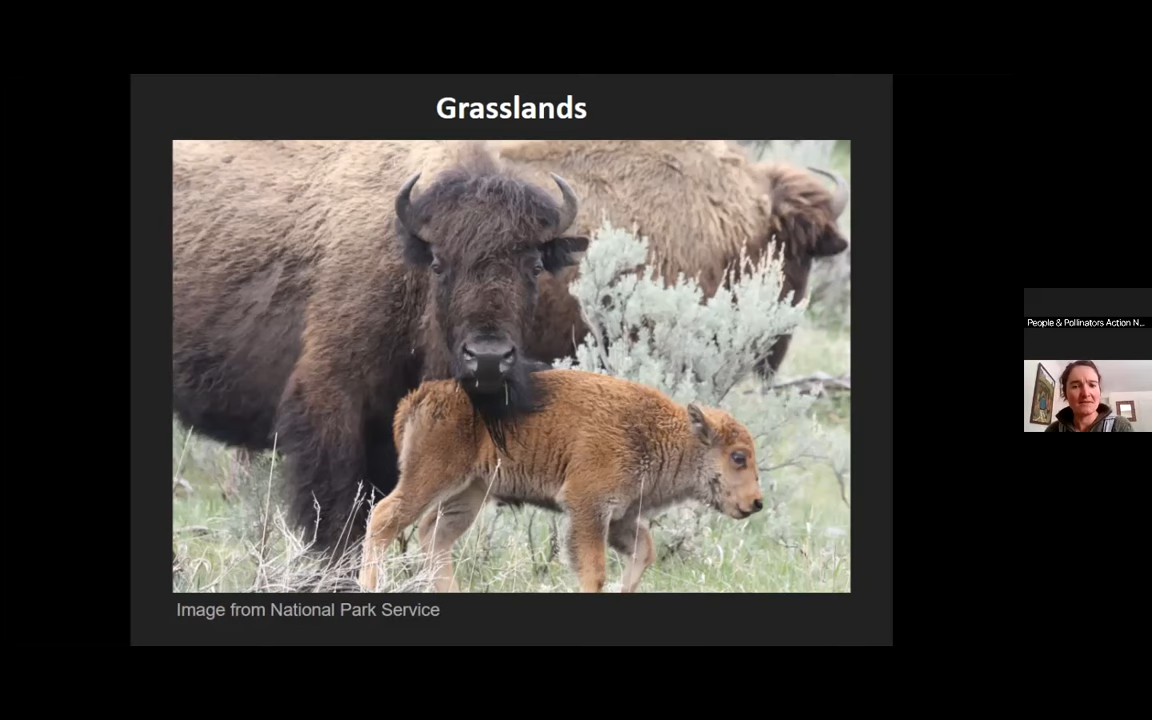 Grasslands
Image from National Park Service
People & Pollinators Action N...